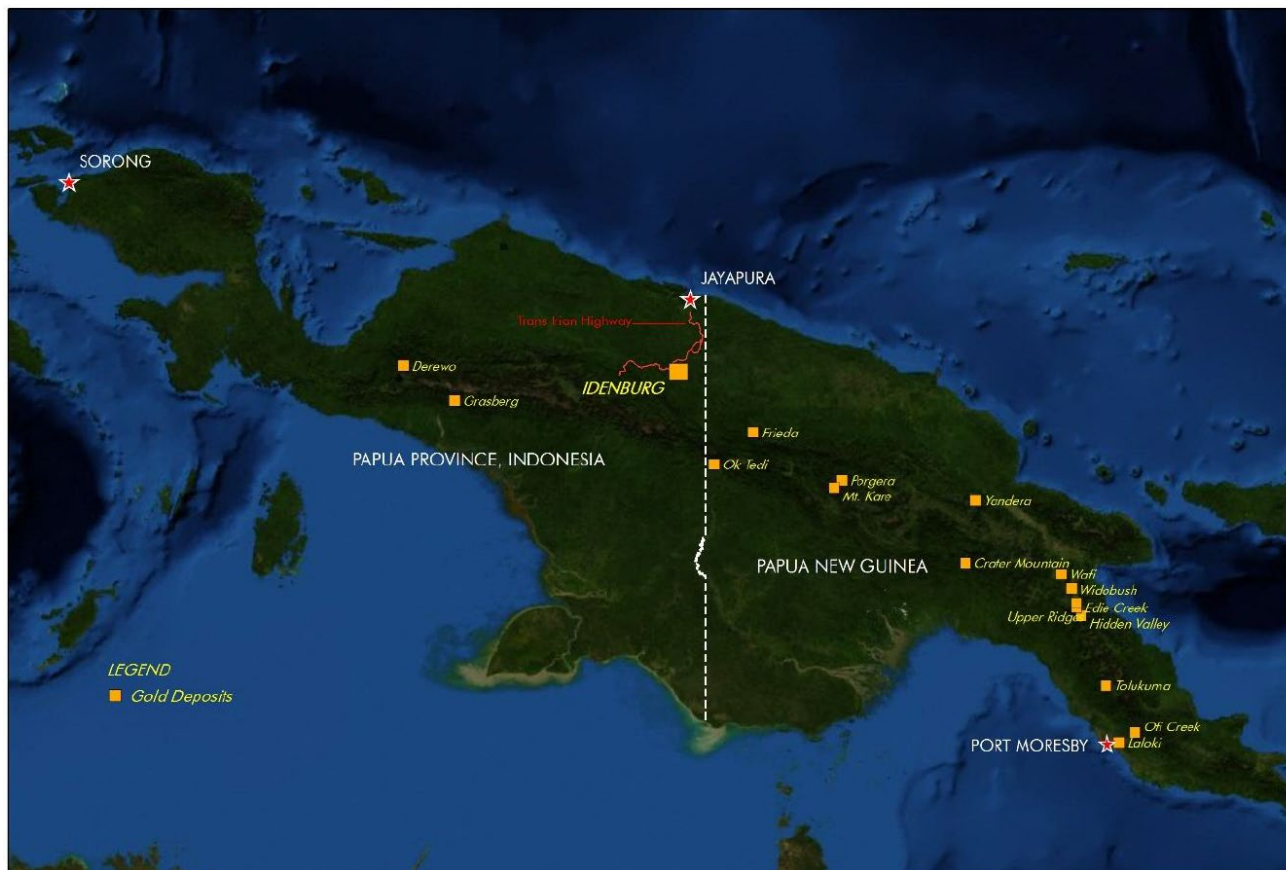 SORONG
JAYAPURA
Trans Irian Highway
Derewo
IDENBURG
Grasberg
Frieda
PAPUA PROVINCE, INDONESIA
Ok Tedi
Porgera
Mt. Kare
Yandera
PAPUA NEW GUINEA
Crater Mountain
Wafi
Widubush
Edie Creek
Upper Ridges
Hidden Valley
LEGEND
Gold Deposits
Tolukuma
Ofi Creek
PORT MORESBY
Laloki